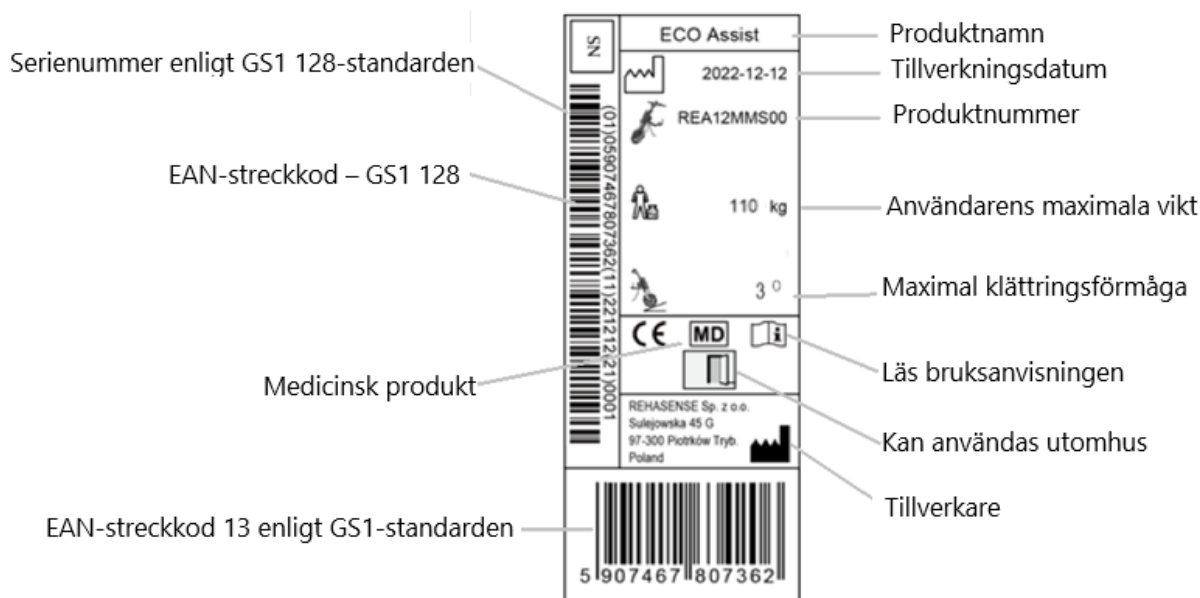 Serienummer enligt GS1 128-standarden
EAN-streckkod – GS1 128
Medicinsk produkt
EAN-streckkod 13 enligt GS1-standarden
SN
(01)05907467807362(11)221212(21)0001
ECO Assist
2022-12-12
REA12MMS00
110 kg
3 °
CE MD i
REHASENSE Sp. z o.o.
Sulejowska 45 G
97-300 Piotrków Tryb.
Poland
5 907467 807362
Produktnamn
Tillverkningsdatum
Produktnummer
Användarens maximala vikt
Maximal klättringsförmåga
Läs bruksanvisningen
Kan användas utomhus
Tillverkare